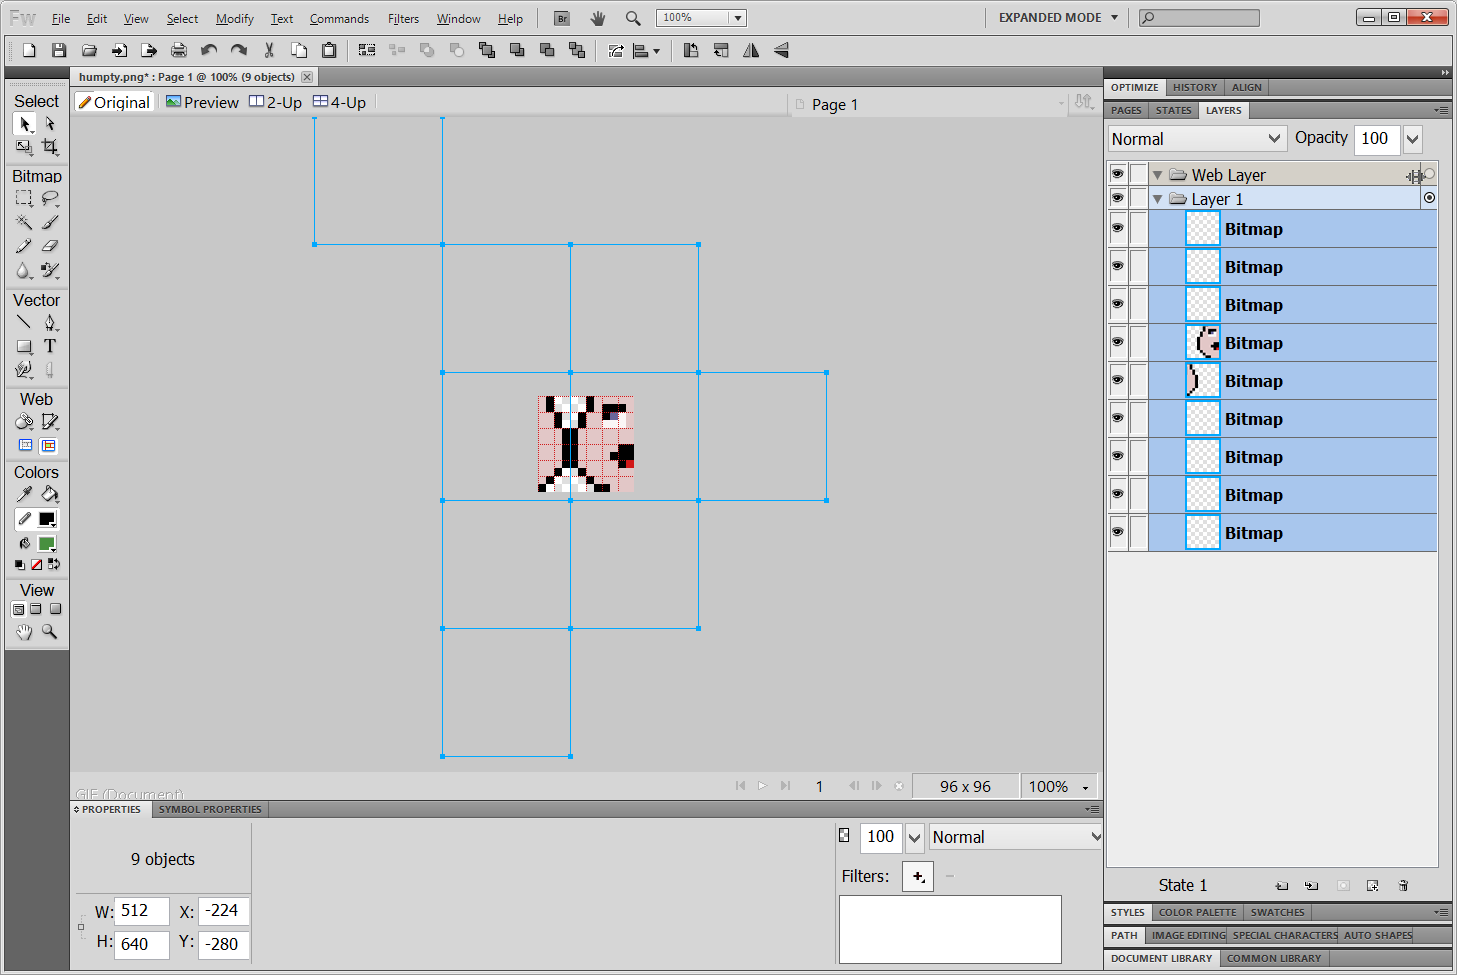 Fw File Edit View Select Modify Text Commands Filters Window Help Br 100% EXPANDED MODE
humpty.png* : Page 1 @ 100% (9 objects)
Original Preview 2-Up 4-Up Page 1
Select
Bitmap
Vector
T
Web
Colors
View
OPTIMIZE HISTORY ALIGN
PAGES STATES LAYERS
Normal Opacity 100
Web Layer
Layer 1
Bitmap
Bitmap
Bitmap
Bitmap
Bitmap
Bitmap
Bitmap
Bitmap
Bitmap
State 1
STYLES COLOR PALETTE SWATCHES
PATH IMAGE EDITING SPECIAL CHARACTERS AUTO SHAPES
DOCUMENT LIBRARY COMMON LIBRARY
GIF (Document)
1 96 x 96 100%
PROPERTIES SYMBOL PROPERTIES
9 objects
W: 512 X: -224
H: 640 Y: -280
100 Normal
Filters: